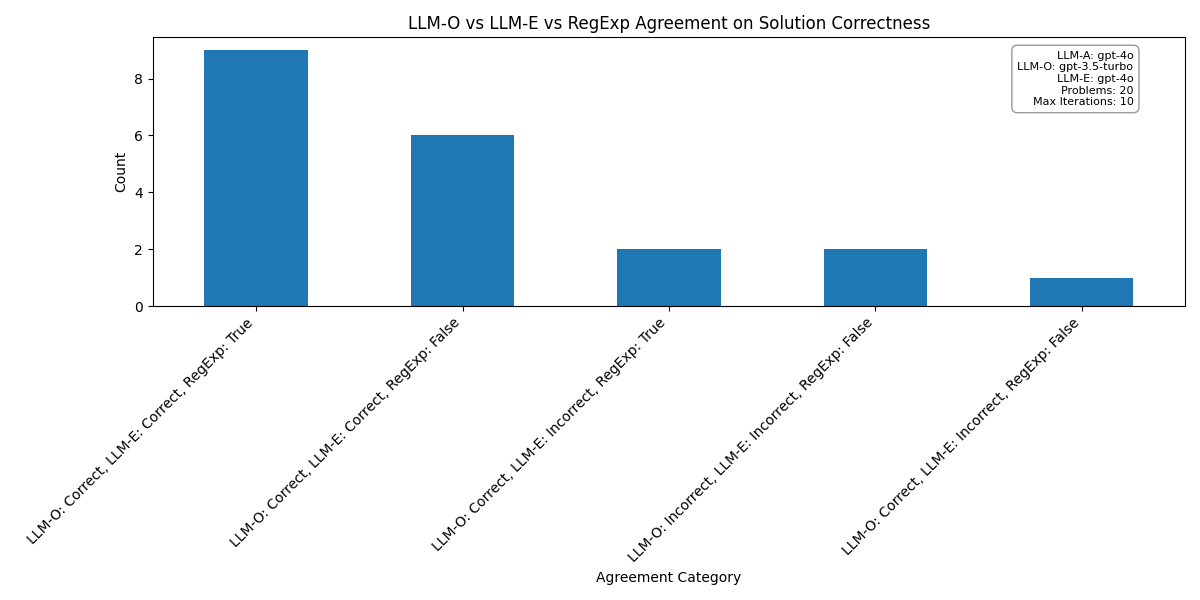 LLM-O vs LLM-E vs RegExp Agreement on Solution Correctness
LLM-A: gpt-4o
LLM-O: gpt-3.5-turbo
LLM-E: gpt-4o
Problems: 20
Max Iterations: 10
Count
8
6
4
2
0
LLM-O: Correct, LLM-E: Correct, RegExp: True
LLM-O: Correct, LLM-E: Correct, RegExp: False
LLM-O: Correct, LLM-E: Incorrect, RegExp: True
LLM-O: Incorrect, LLM-E: Incorrect, RegExp: False
LLM-O: Correct, LLM-E: Incorrect, RegExp: False
Agreement Category